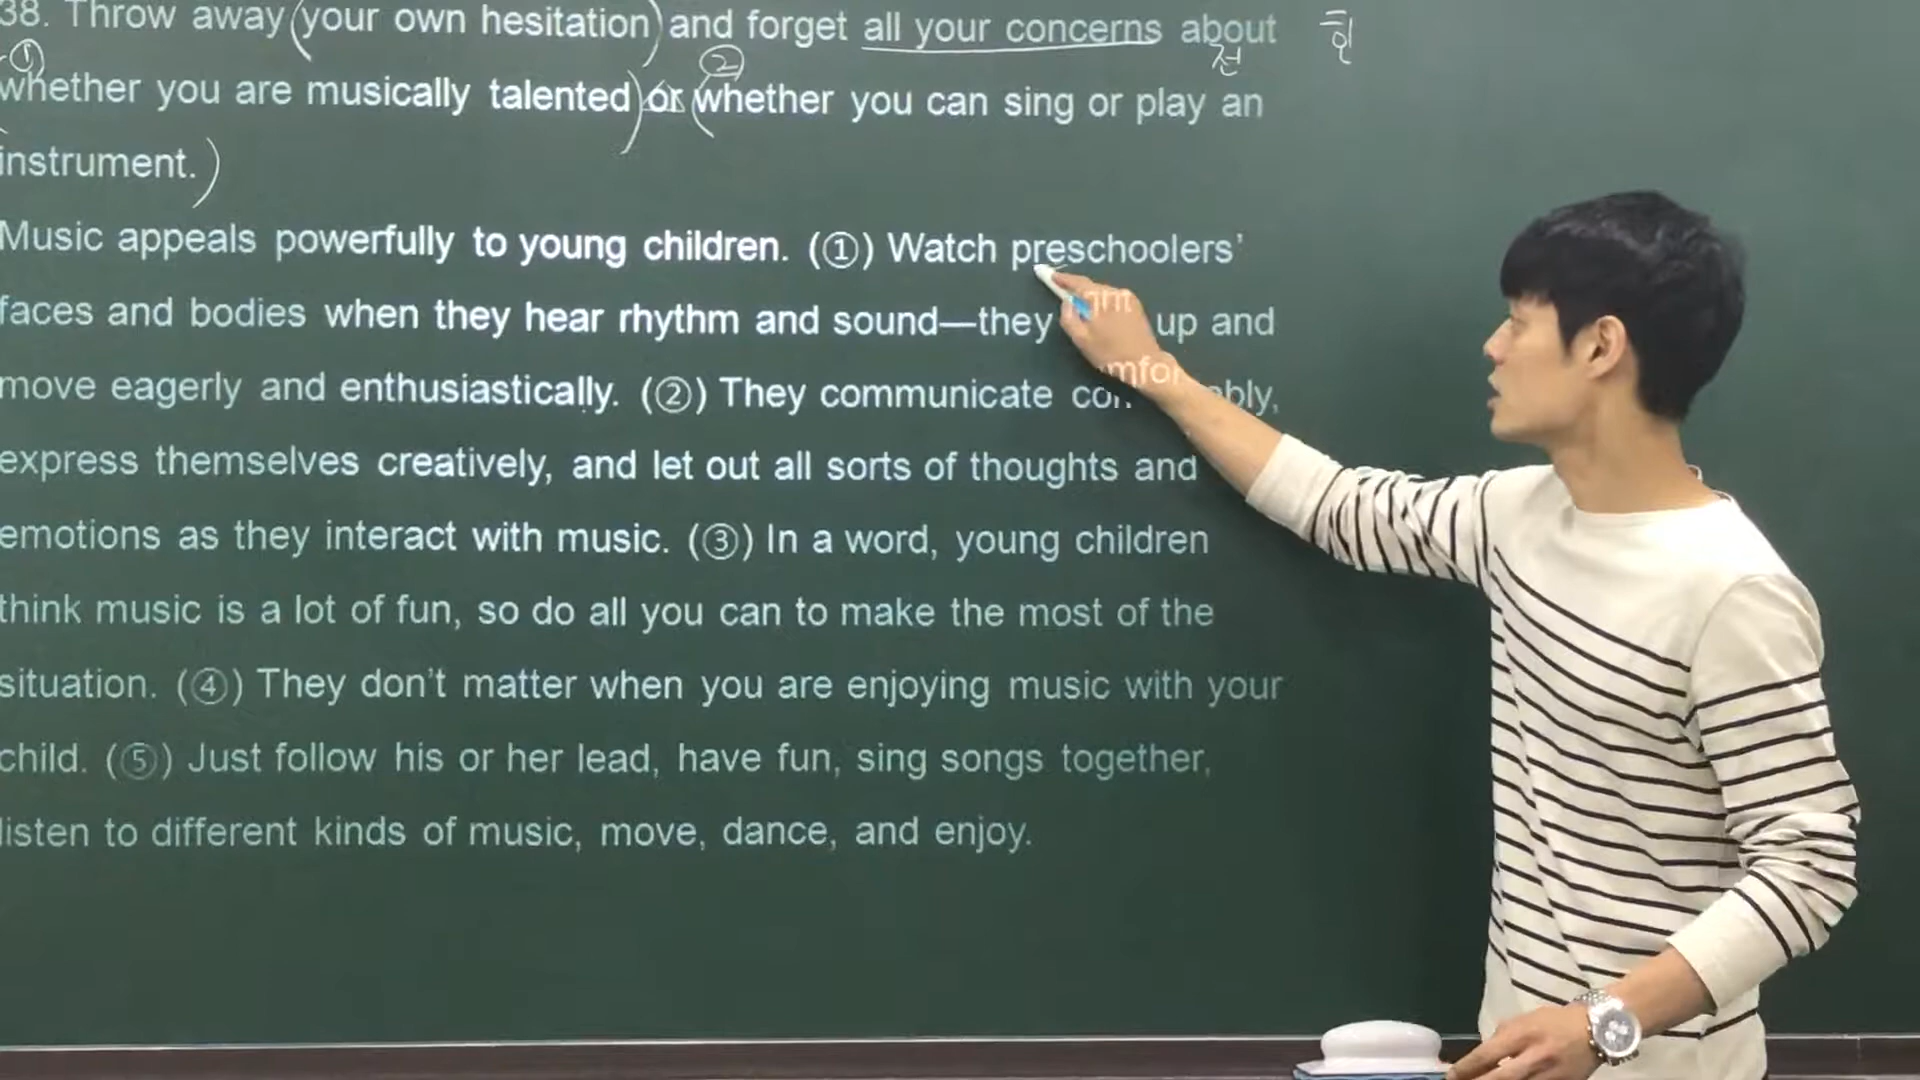 38. Throw away (your own hesitation) and forget all your concerns about 힌
① ② 전
whether you are musically talented) or (whether you can sing or play an
instrument.)
Music appeals powerfully to young children. (①) Watch preschoolers'
faces and bodies when they hear rhythm and sound—they light up and
move eagerly and enthusiastically. (②) They communicate comfortably,
express themselves creatively, and let out all sorts of thoughts and
emotions as they interact with music. (③) In a word, young children
think music is a lot of fun, so do all you can to make the most of the
situation. (④) They don't matter when you are enjoying music with your
child. (⑤) Just follow his or her lead, have fun, sing songs together,
listen to different kinds of music, move, dance, and enjoy.